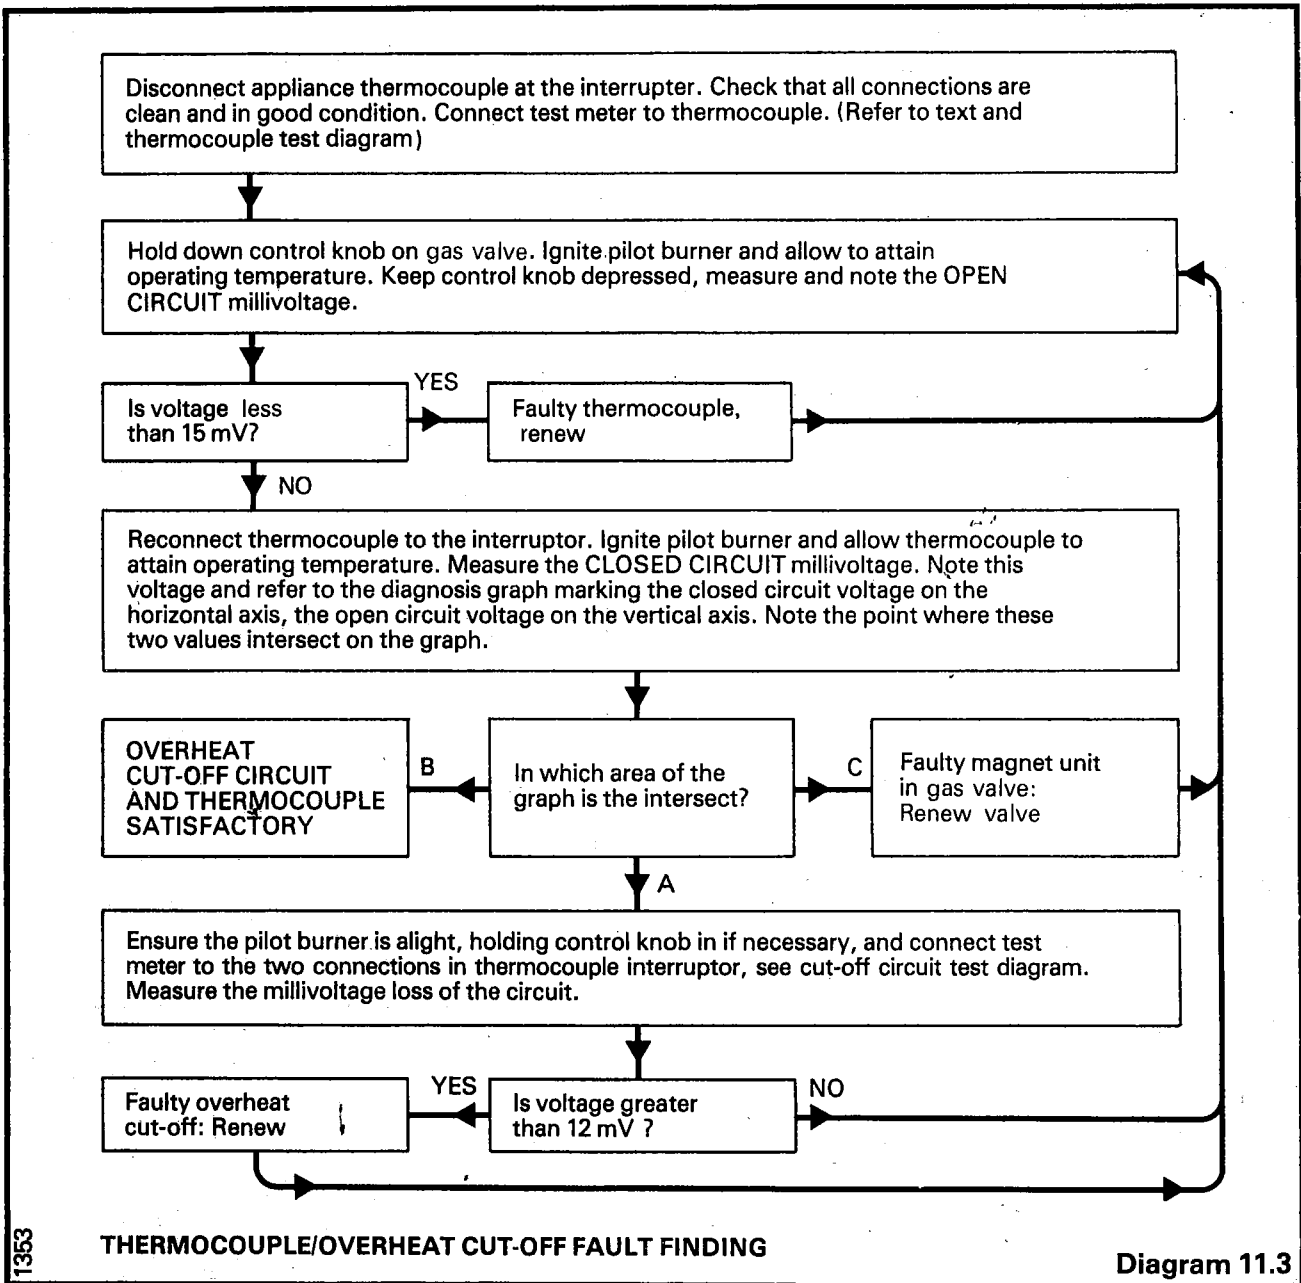 Disconnect appliance thermocouple at the interrupter. Check that all connections are
clean and in good condition. Connect test meter to thermocouple. (Refer to text and
thermocouple test diagram)
Hold down control knob on gas valve. Ignite pilot burner and allow to attain
operating temperature. Keep control knob depressed, measure and note the OPEN
CIRCUIT millivoltage.
Is voltage less
than 15 mV?
YES
Faulty thermocouple,
renew
NO
Reconnect thermocouple to the interruptor. Ignite pilot burner and allow thermocouple to
attain operating temperature. Measure the CLOSED CIRCUIT millivoltage. Note this
voltage and refer to the diagnosis graph marking the closed circuit voltage on the
horizontal axis, the open circuit voltage on the vertical axis. Note the point where these
two values intersect on the graph.
OVERHEAT
CUT-OFF CIRCUIT
AND THERMOCOUPLE
SATISFACTORY
B
In which area of the
graph is the intersect?
C
Faulty magnet unit
in gas valve:
Renew valve
A
Ensure the pilot burner is alight, holding control knob in if necessary, and connect test
meter to the two connections in thermocouple interruptor, see cut-off circuit test diagram.
Measure the millivoltage loss of the circuit.
Faulty overheat
cut-off: Renew
YES
Is voltage greater
than 12 mV ?
NO
1353
THERMOCOUPLE/OVERHEAT CUT-OFF FAULT FINDING
Diagram 11.3